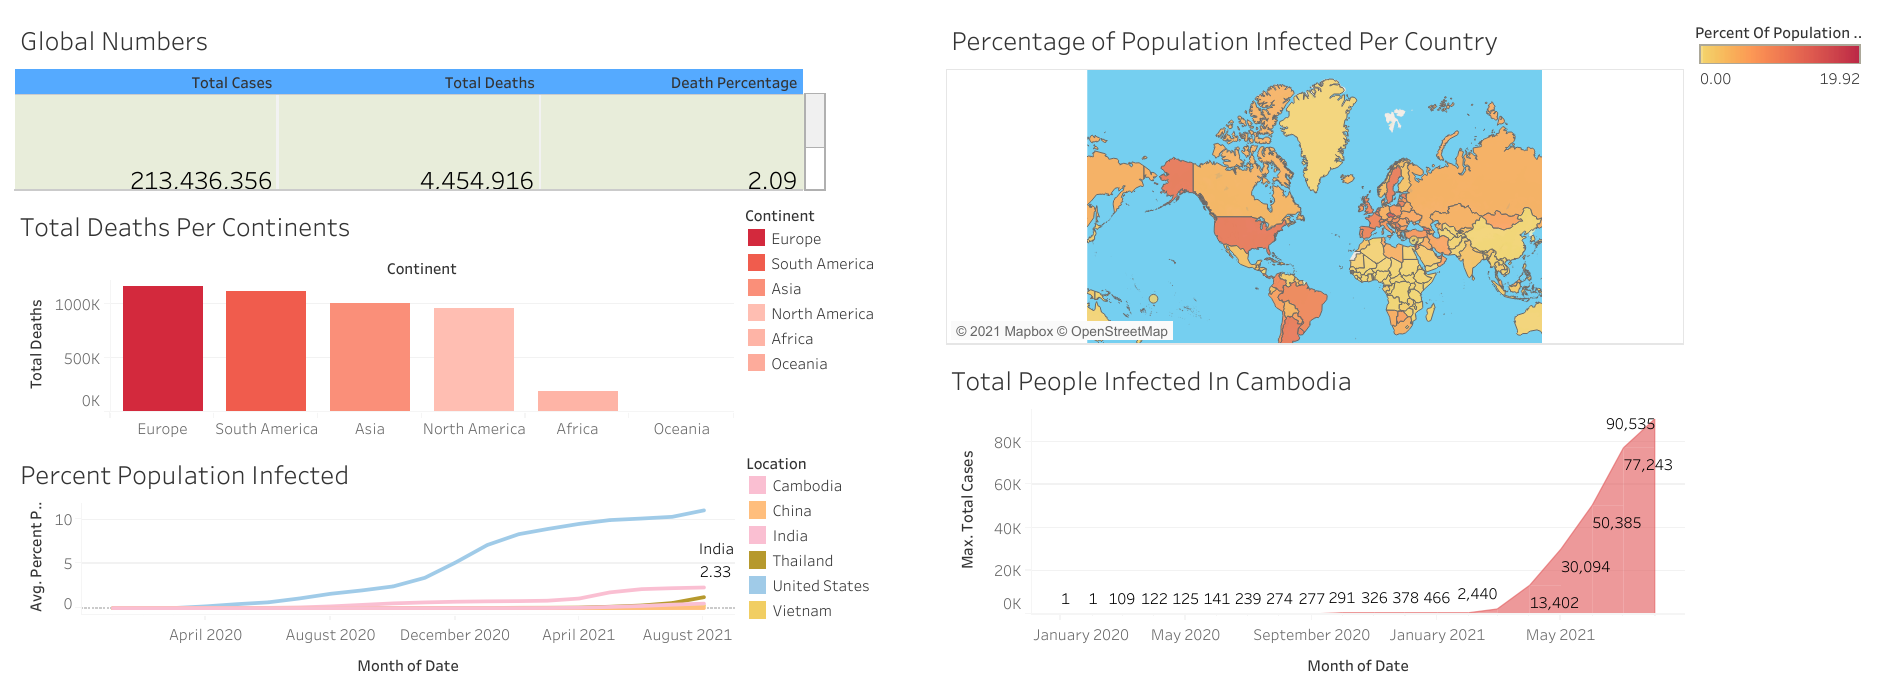 Global Numbers
Total Cases Total Deaths Death Percentage
213,436,356 4,454,916 2.09
Total Deaths Per Continents
Continent
Total Deaths
1000K
500K
0K
Europe South America Asia North America Africa Oceania
Continent
Europe
South America
Asia
North America
Africa
Oceania
Percent Population Infected
Avg. Percent P..
10
5
0
India
2.33
April 2020 August 2020 December 2020 April 2021 August 2021
Month of Date
Location
Cambodia
China
India
Thailand
United States
Vietnam
Percentage of Population Infected Per Country
© 2021 Mapbox © OpenStreetMap
Percent Of Population ..
0.00 19.92
Total People Infected In Cambodia
Max. Total Cases
80K
60K
40K
20K
0K
1 1 109 122 125 141 239 274 277 291 326 378 466 2,440 13,402 30,094 50,385 77,243 90,535
January 2020 May 2020 September 2020 January 2021 May 2021
Month of Date